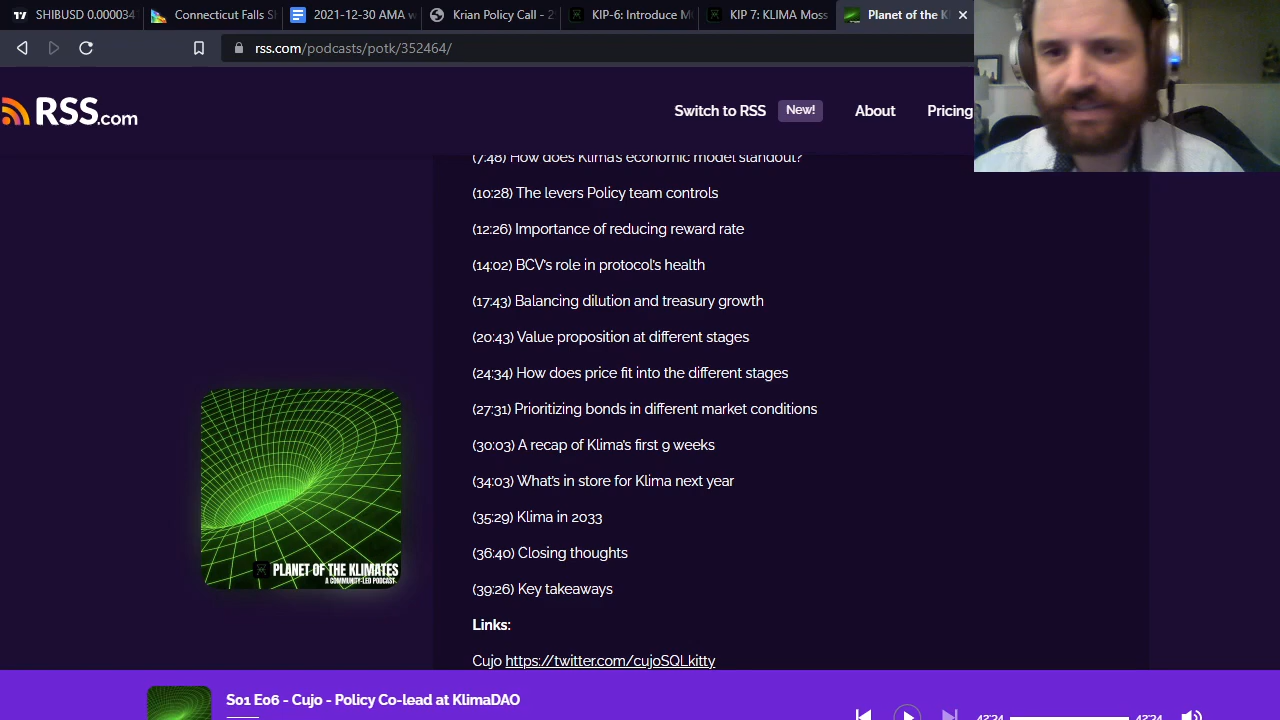 SHIBUSD 0.000034
Connecticut Falls S
2021-12-30 AMA w
Krian Policy Call - 2
KIP-6: Introduce M
KIP 7: KLIMA Moss
Planet of the K
rss.com/podcasts/potk/352464/
RSS.com
Switch to RSS New! About Pricing
(7:48) How does Klima's economic model standout?
(10:28) The levers Policy team controls
(12:26) Importance of reducing reward rate
(14:02) BCV's role in protocol's health
(17:43) Balancing dilution and treasury growth
(20:43) Value proposition at different stages
(24:34) How does price fit into the different stages
(27:31) Prioritizing bonds in different market conditions
(30:03) A recap of Klima's first 9 weeks
(34:03) What's in store for Klima next year
(35:29) Klima in 2033
(36:40) Closing thoughts
(39:26) Key takeaways
Links:
Cujo https://twitter.com/cujoSQLkitty
PLANET OF THE KLIMATES
A COMMUNITY-LED PODCAST
S01 E06 - Cujo - Policy Co-lead at KlimaDAO
42:24
42:24